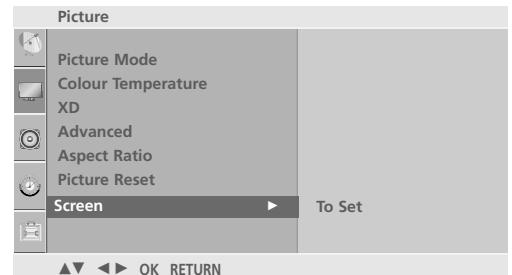 Picture
Picture Mode
Colour Temperature
XD
Advanced
Aspect Ratio
Picture Reset
Screen ► To Set
▲▼ ◄► OK RETURN